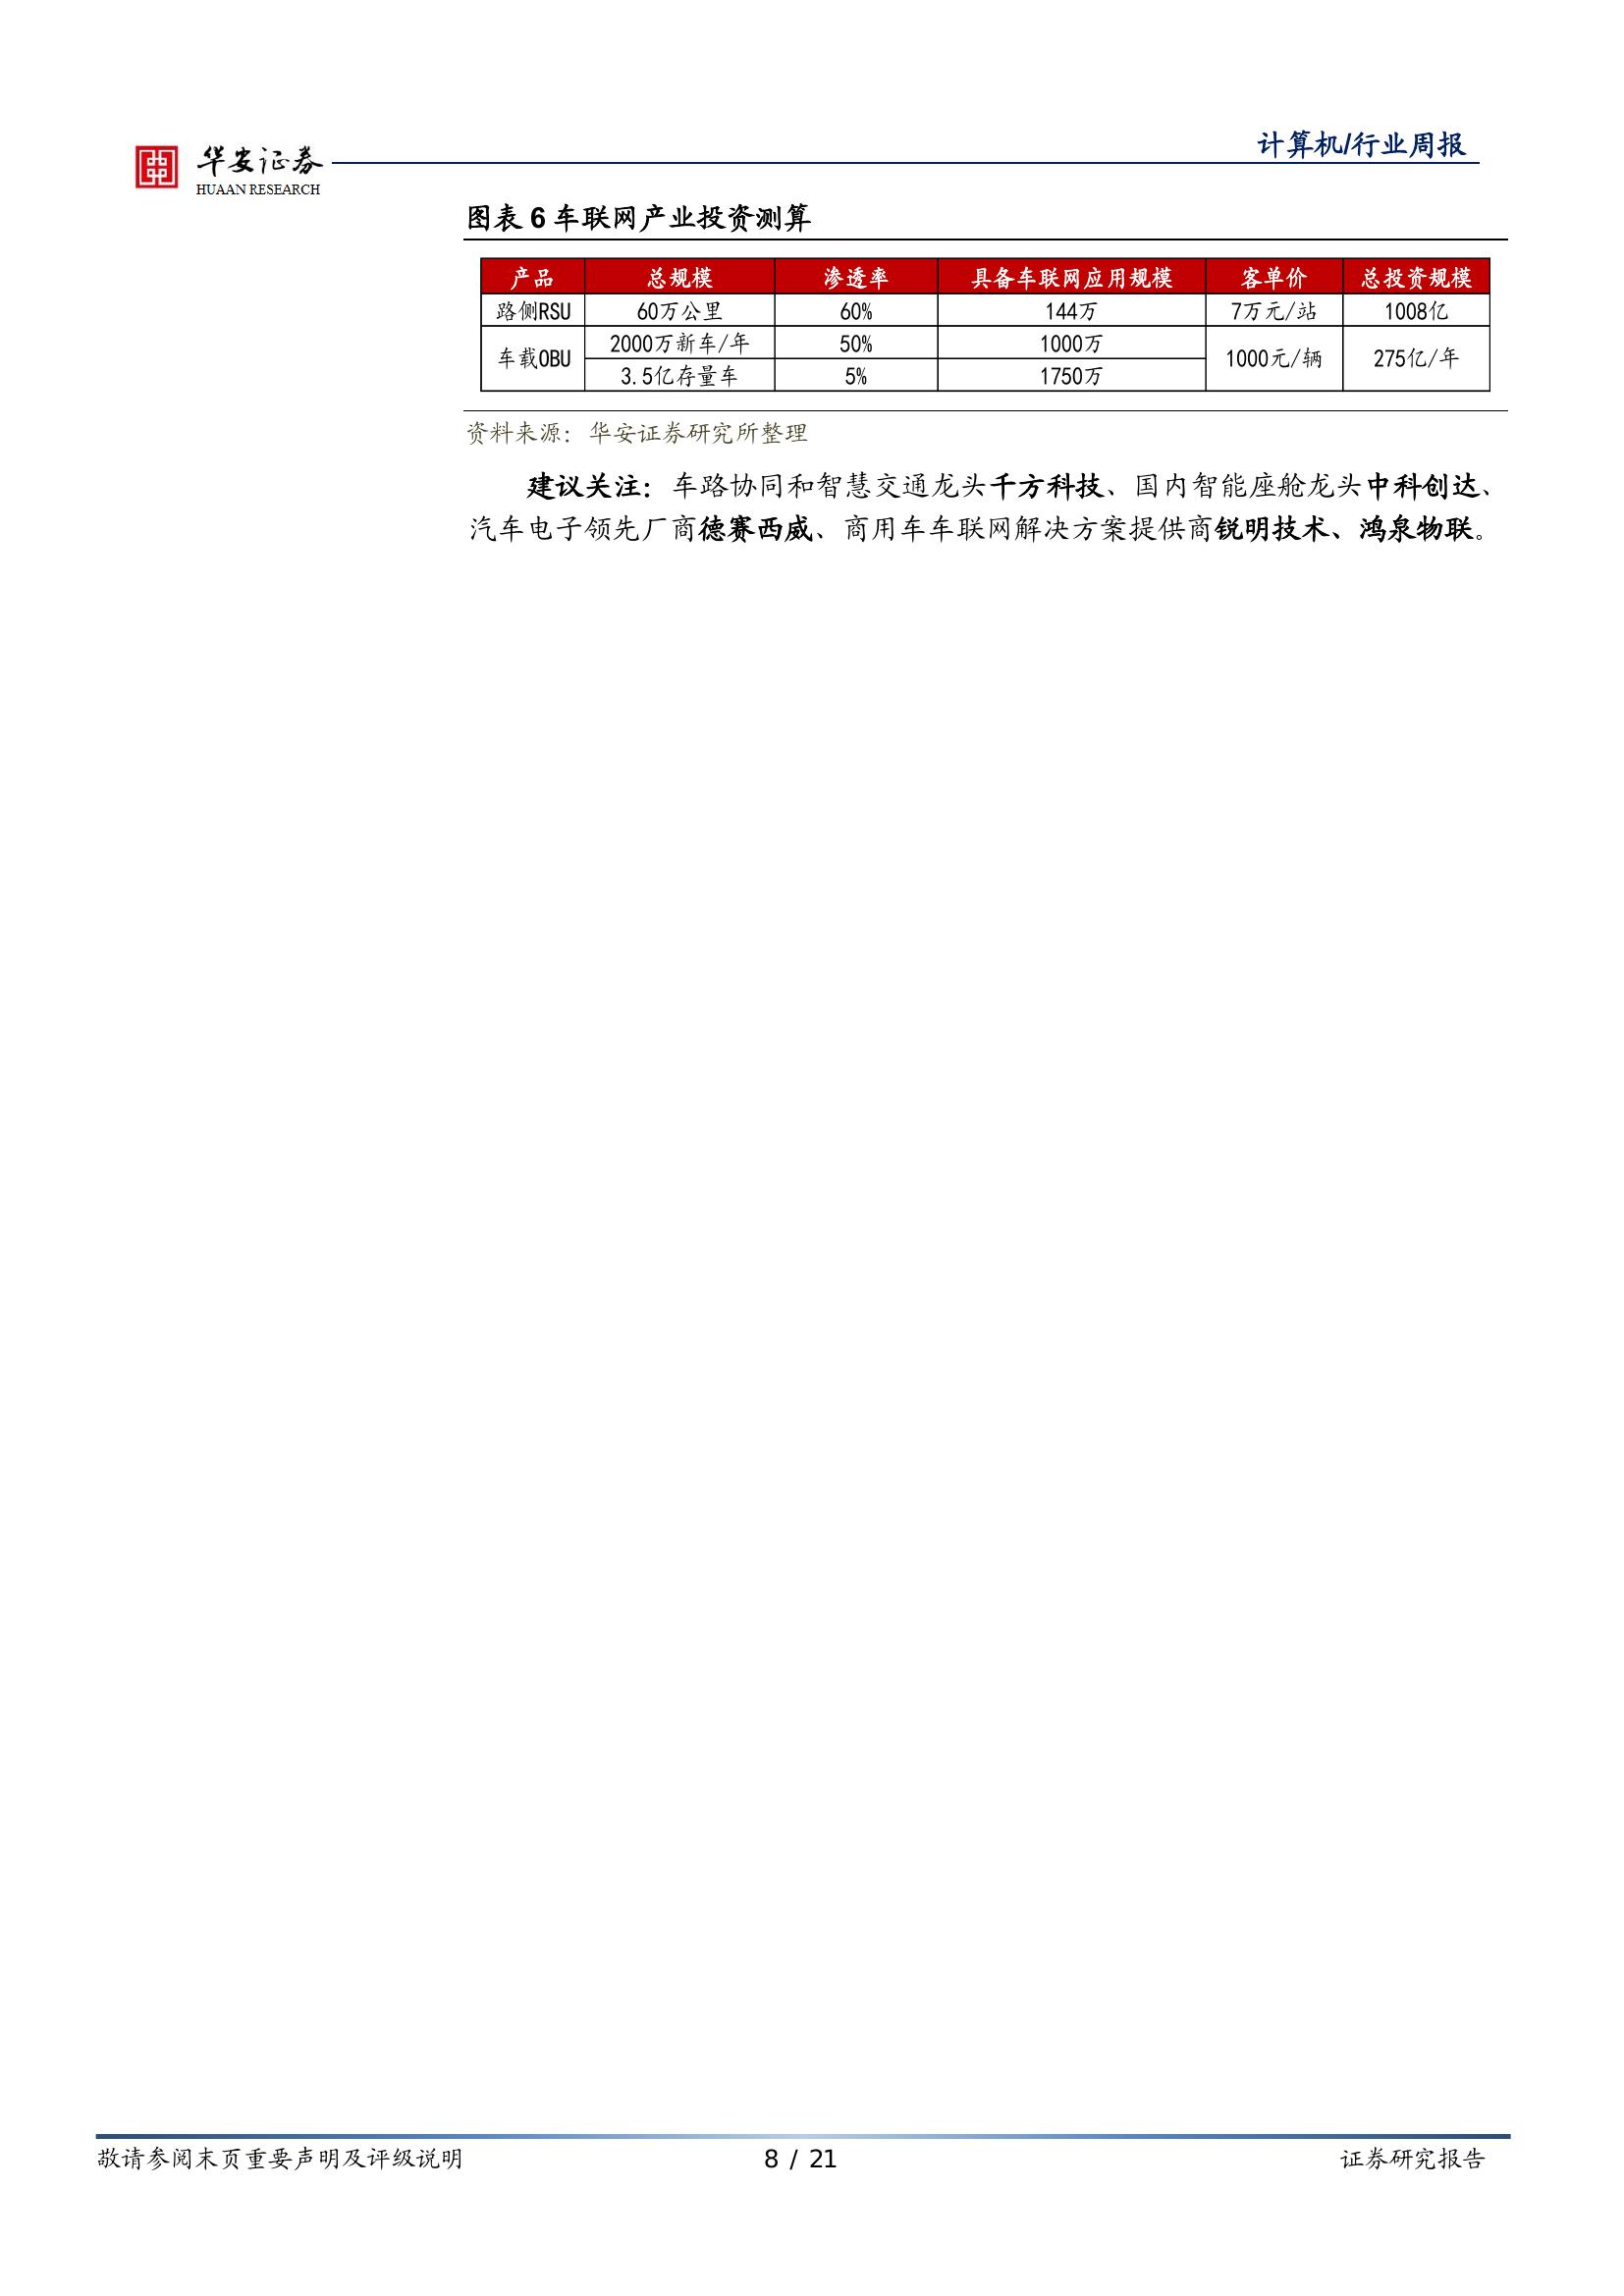 华安证券
HUAAN RESEARCH
计算机/行业周报
图表 6 车联网产业投资测算
产品 总规模 渗透率 具备车联网应用规模 客单价 总投资规模
路侧RSU 60万公里 60% 144万 7万元/站 1008亿
车载OBU 2000万新车/年 50% 1000万 1000元/辆 275亿/年
3.5亿存量车 5% 1750万
资料来源：华安证券研究所整理
建议关注：车路协同和智慧交通龙头千方科技、国内智能座舱龙头中科创达、
汽车电子领先厂商德赛西威、商用车车联网解决方案提供商锐明技术、鸿泉物联。
敬请参阅末页重要声明及评级说明 8 / 21 证券研究报告